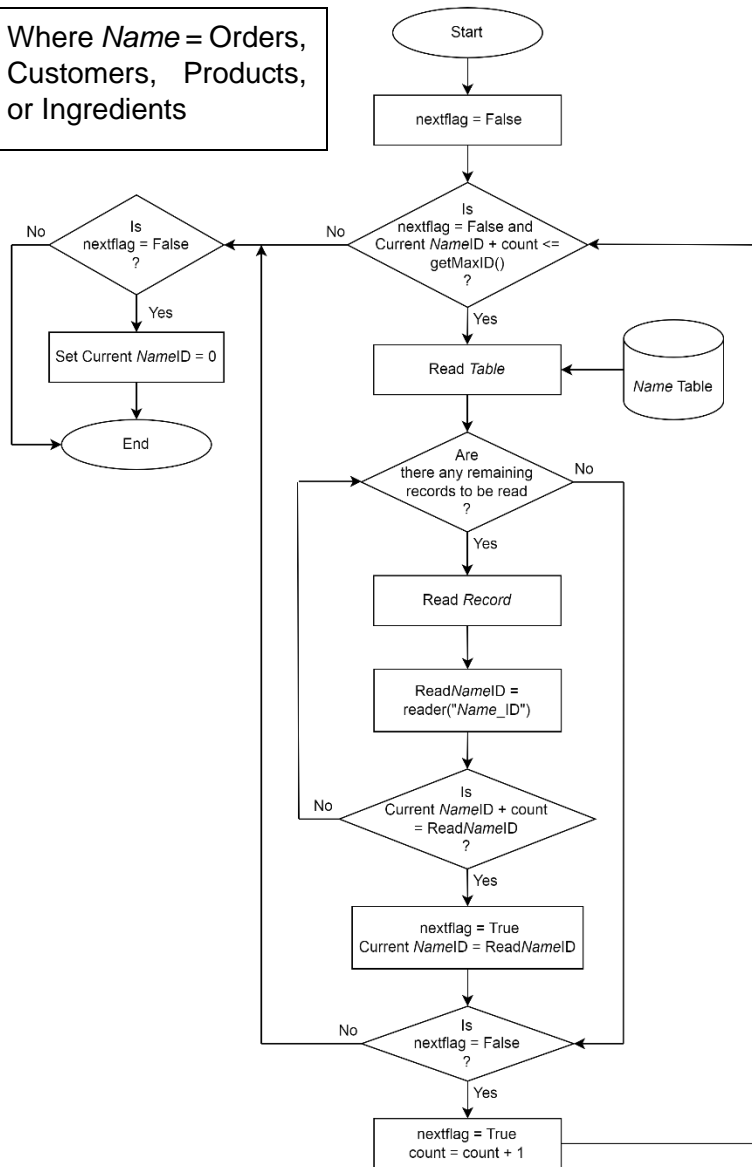 Where Name = Orders,
Customers, Products,
or Ingredients
Start
nextflag = False
Is
nextflag = False and
Current NameID + count <=
getMaxID()
?
No
Yes
Is
nextflag = False
?
No
Yes
Set Current NameID = 0
End
Read Table
Name Table
Are
there any remaining
records to be read
?
No
Yes
Read Record
ReadNameID =
reader("Name_ID")
Is
Current NameID + count
= ReadNameID
?
No
Yes
nextflag = True
Current NameID = ReadNameID
Is
nextflag = False
?
No
Yes
nextflag = True
count = count + 1